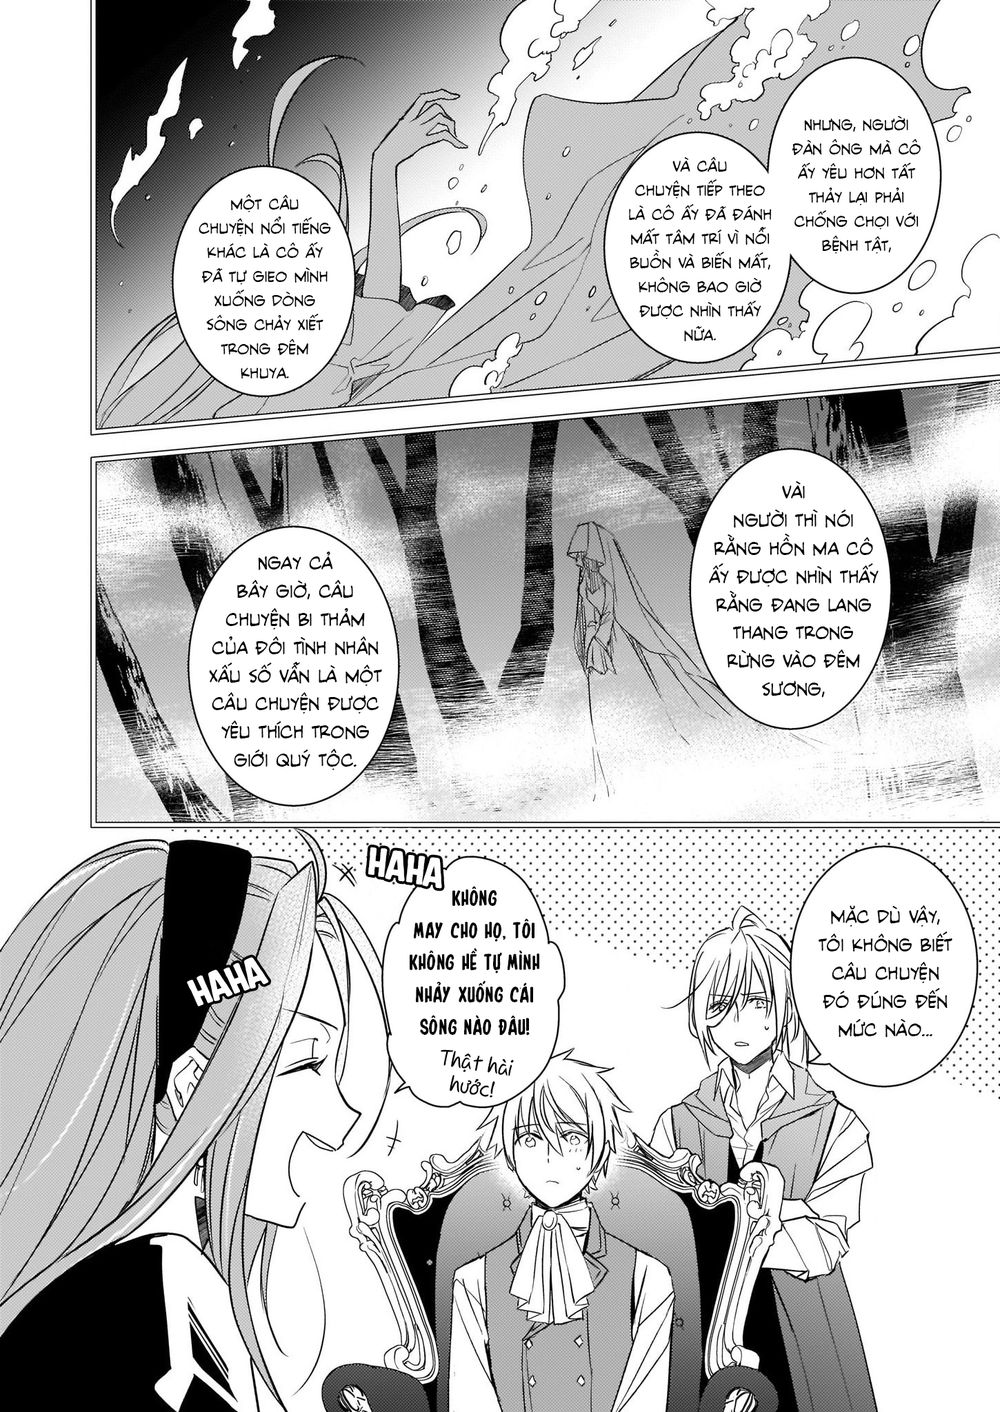 NHƯNG, NGƯỜI
ĐÀN ÔNG MÀ CÔ
ẤY YÊU HƠN TẤT
THẢY LẠI PHẢI
CHỐNG CHỌI VỚI
BỆNH TẬT,
VÀ CÂU
CHUYỆN TIẾP THEO
LÀ CÔ ẤY ĐÃ ĐÁNH
MẤT TÂM TRÍ VÌ NỖI
BUỒN VÀ BIẾN MẤT,
KHÔNG BAO GIỜ
ĐƯỢC NHÌN THẤY
NỮA.
MỘT CÂU
CHUYỆN NỔI TIẾNG
KHÁC LÀ CÔ ẤY
ĐÃ TỰ GIEO MÌNH
XUỐNG DÒNG
SÔNG CHẢY XIẾT
TRONG ĐÊM
KHUYA.
VÀI
NGƯỜI THÌ NÓI
RẰNG HỒN MA CÔ
ẤY ĐƯỢC NHÌN THẤY
RẰNG ĐANG LANG
THANG TRONG
RỪNG VÀO ĐÊM
SƯƠNG,
NGAY CẢ
BÂY GIỜ, CÂU
CHUYỆN BI THẢM
CỦA ĐÔI TÌNH NHÂN
XẤU SỐ VẪN LÀ MỘT
CÂU CHUYỆN ĐƯỢC
YÊU THÍCH TRONG
GIỚI QUÝ TỘC.
MẶC DÙ VẬY,
TÔI KHÔNG BIẾT
CÂU CHUYỆN
ĐÓ ĐÚNG ĐẾN
MỨC NÀO...
HAHA
KHÔNG
MAY CHO HỌ, TÔI
KHÔNG HỀ TỰ MÌNH
NHẢY XUỐNG CÁI
SÔNG NÀO ĐÂU!
Thật hài
hước!
HAHA